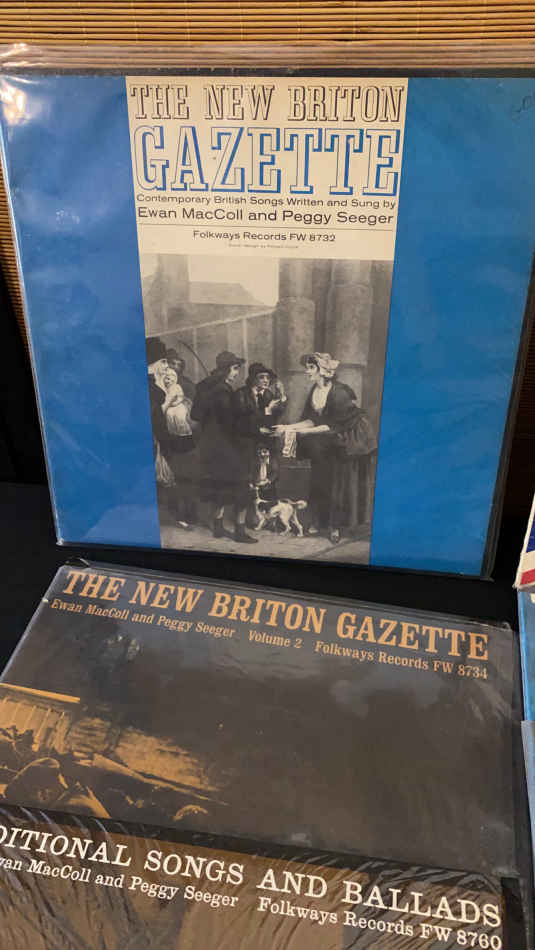 THE NEW BRITON
GAZETTE
Contemporary British Songs Written and Sung by
Ewan MacColl and Peggy Seeger
Folkways Records FW 8732
THE NEW BRITON GAZETTE
Ewan MacColl and Peggy Seeger Volume 2 Folkways Records FW 8734
DITIONAL SONGS AND BALLADS
wan MacColl and Peggy Seeger Folkways Records FW 8760